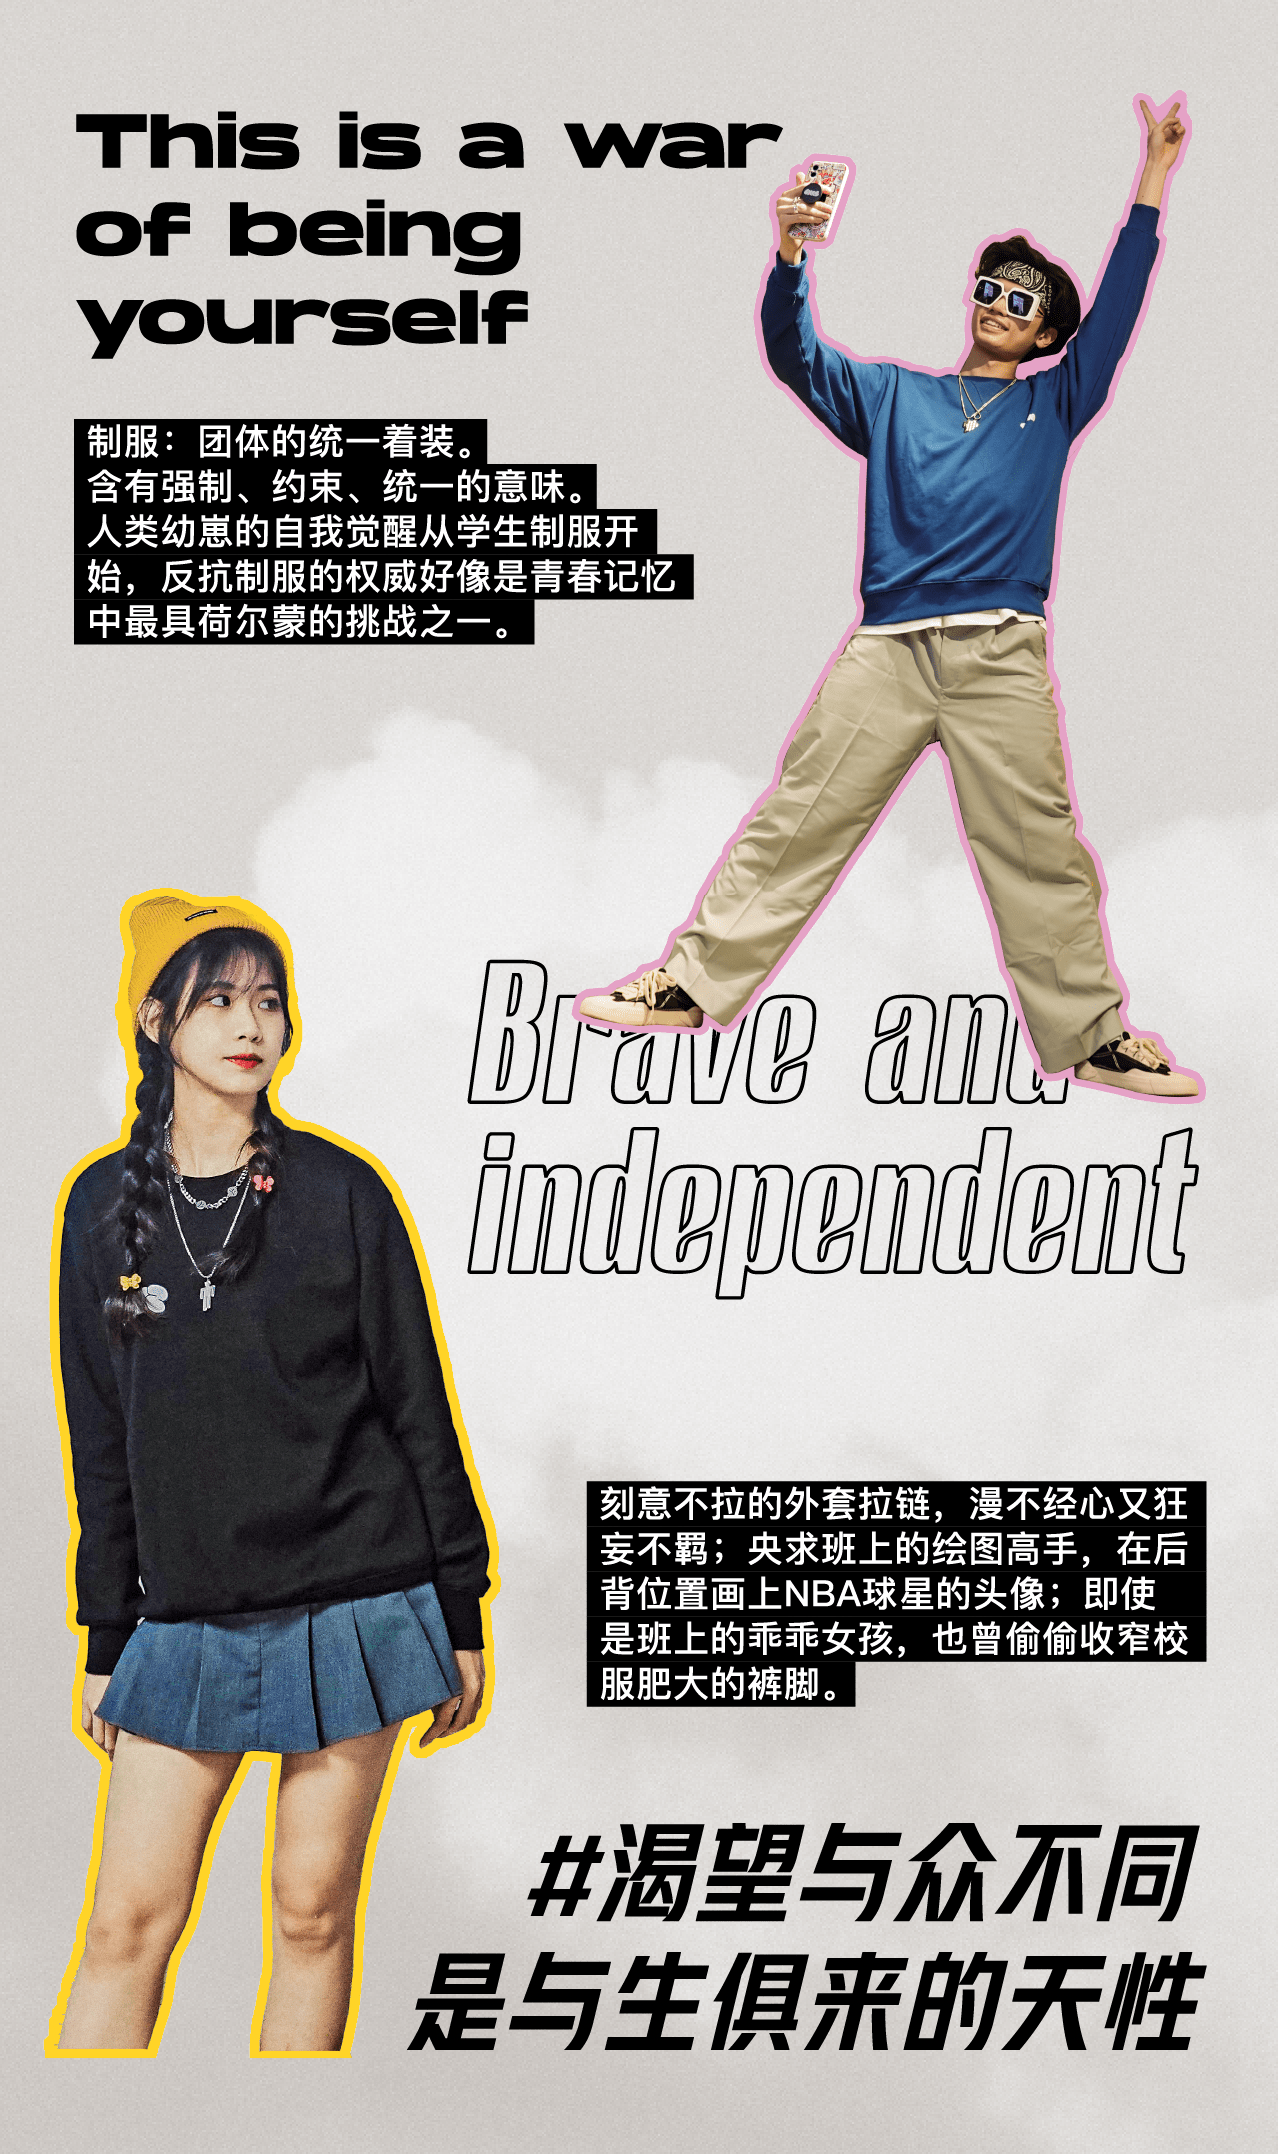 This is a war
of being
yourself
制服：团体的统一着装。
含有强制、约束、统一的意味。
人类幼崽的自我觉醒从学生制服开
始，反抗制服的权威好像是青春记忆
中最具荷尔蒙的挑战之一。
Brave and
independent
刻意不拉的外套拉链，漫不经心又狂
妄不羁；央求班上的绘图高手，在后
背位置画上NBA球星的头像；即使
是班上的乖乖女孩，也曾偷偷收窄校
服肥大的裤脚。
#渴望与众不同
是与生俱来的天性